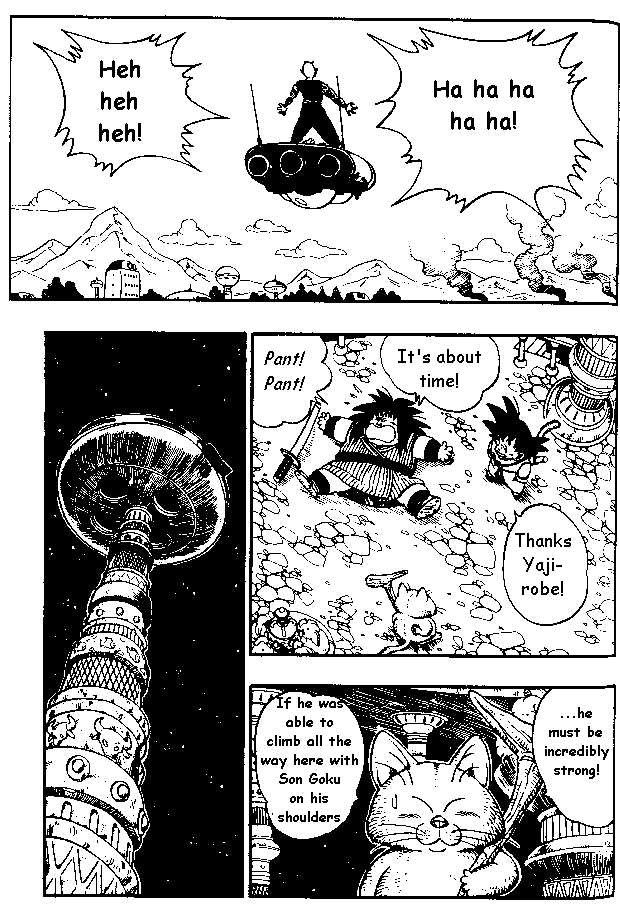 Heh
heh
heh!
Ha ha ha
ha ha!
Pant!
Pant!
It's about
time!
Thanks
Yaji-
robe!
If he was
able to
climb all the
way here with
Son Goku
on his
shoulders
...he
must be
incredibly
strong!